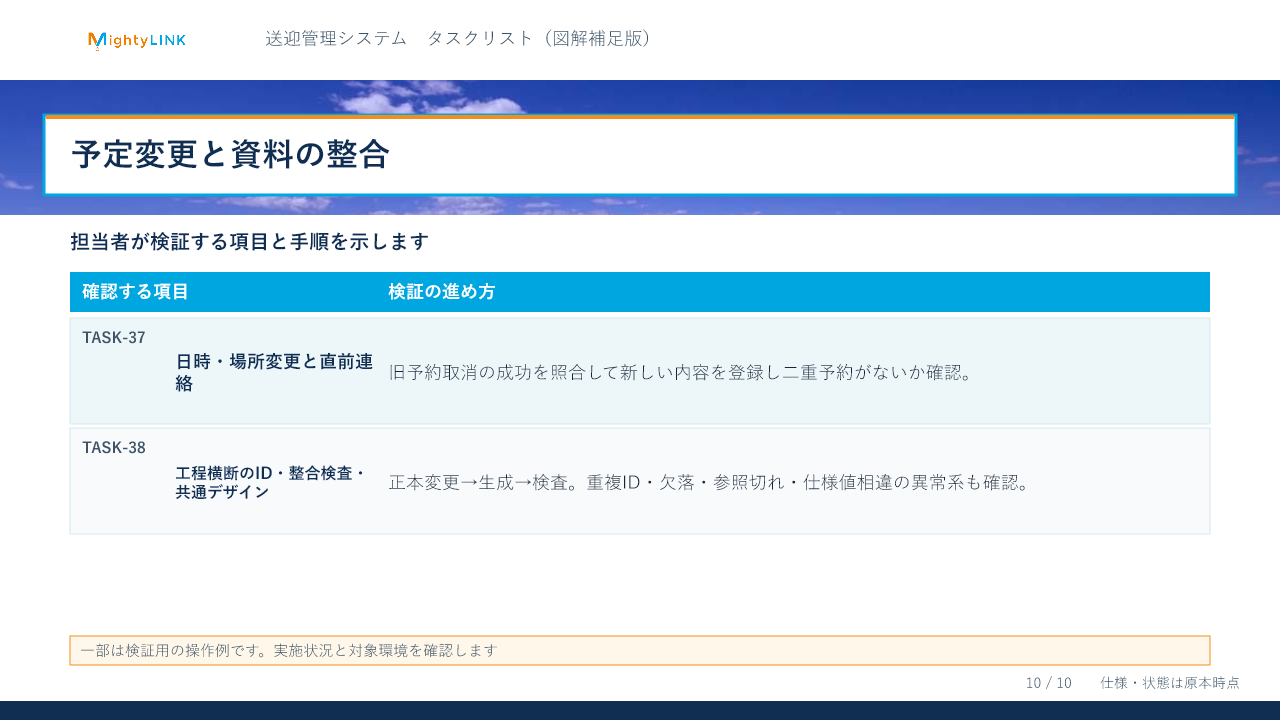 MightyLINK
送迎管理システム　タスクリスト（図解補足版）
予定変更と資料の整合
担当者が検証する項目と手順を示します
確認する項目　検証の進め方
TASK-37
日時・場所変更と直前連
絡
旧予約取消の成功を照合して新しい内容を登録し二重予約がないか確認。
TASK-38
工程横断のID・整合検査・
共通デザイン
正本変更→生成→検査。重複ID・欠落・参照切れ・仕様値相違の異常系も確認。
一部は検証用の操作例です。実施状況と対象環境を確認します
10 / 10　仕様・状態は原本時点